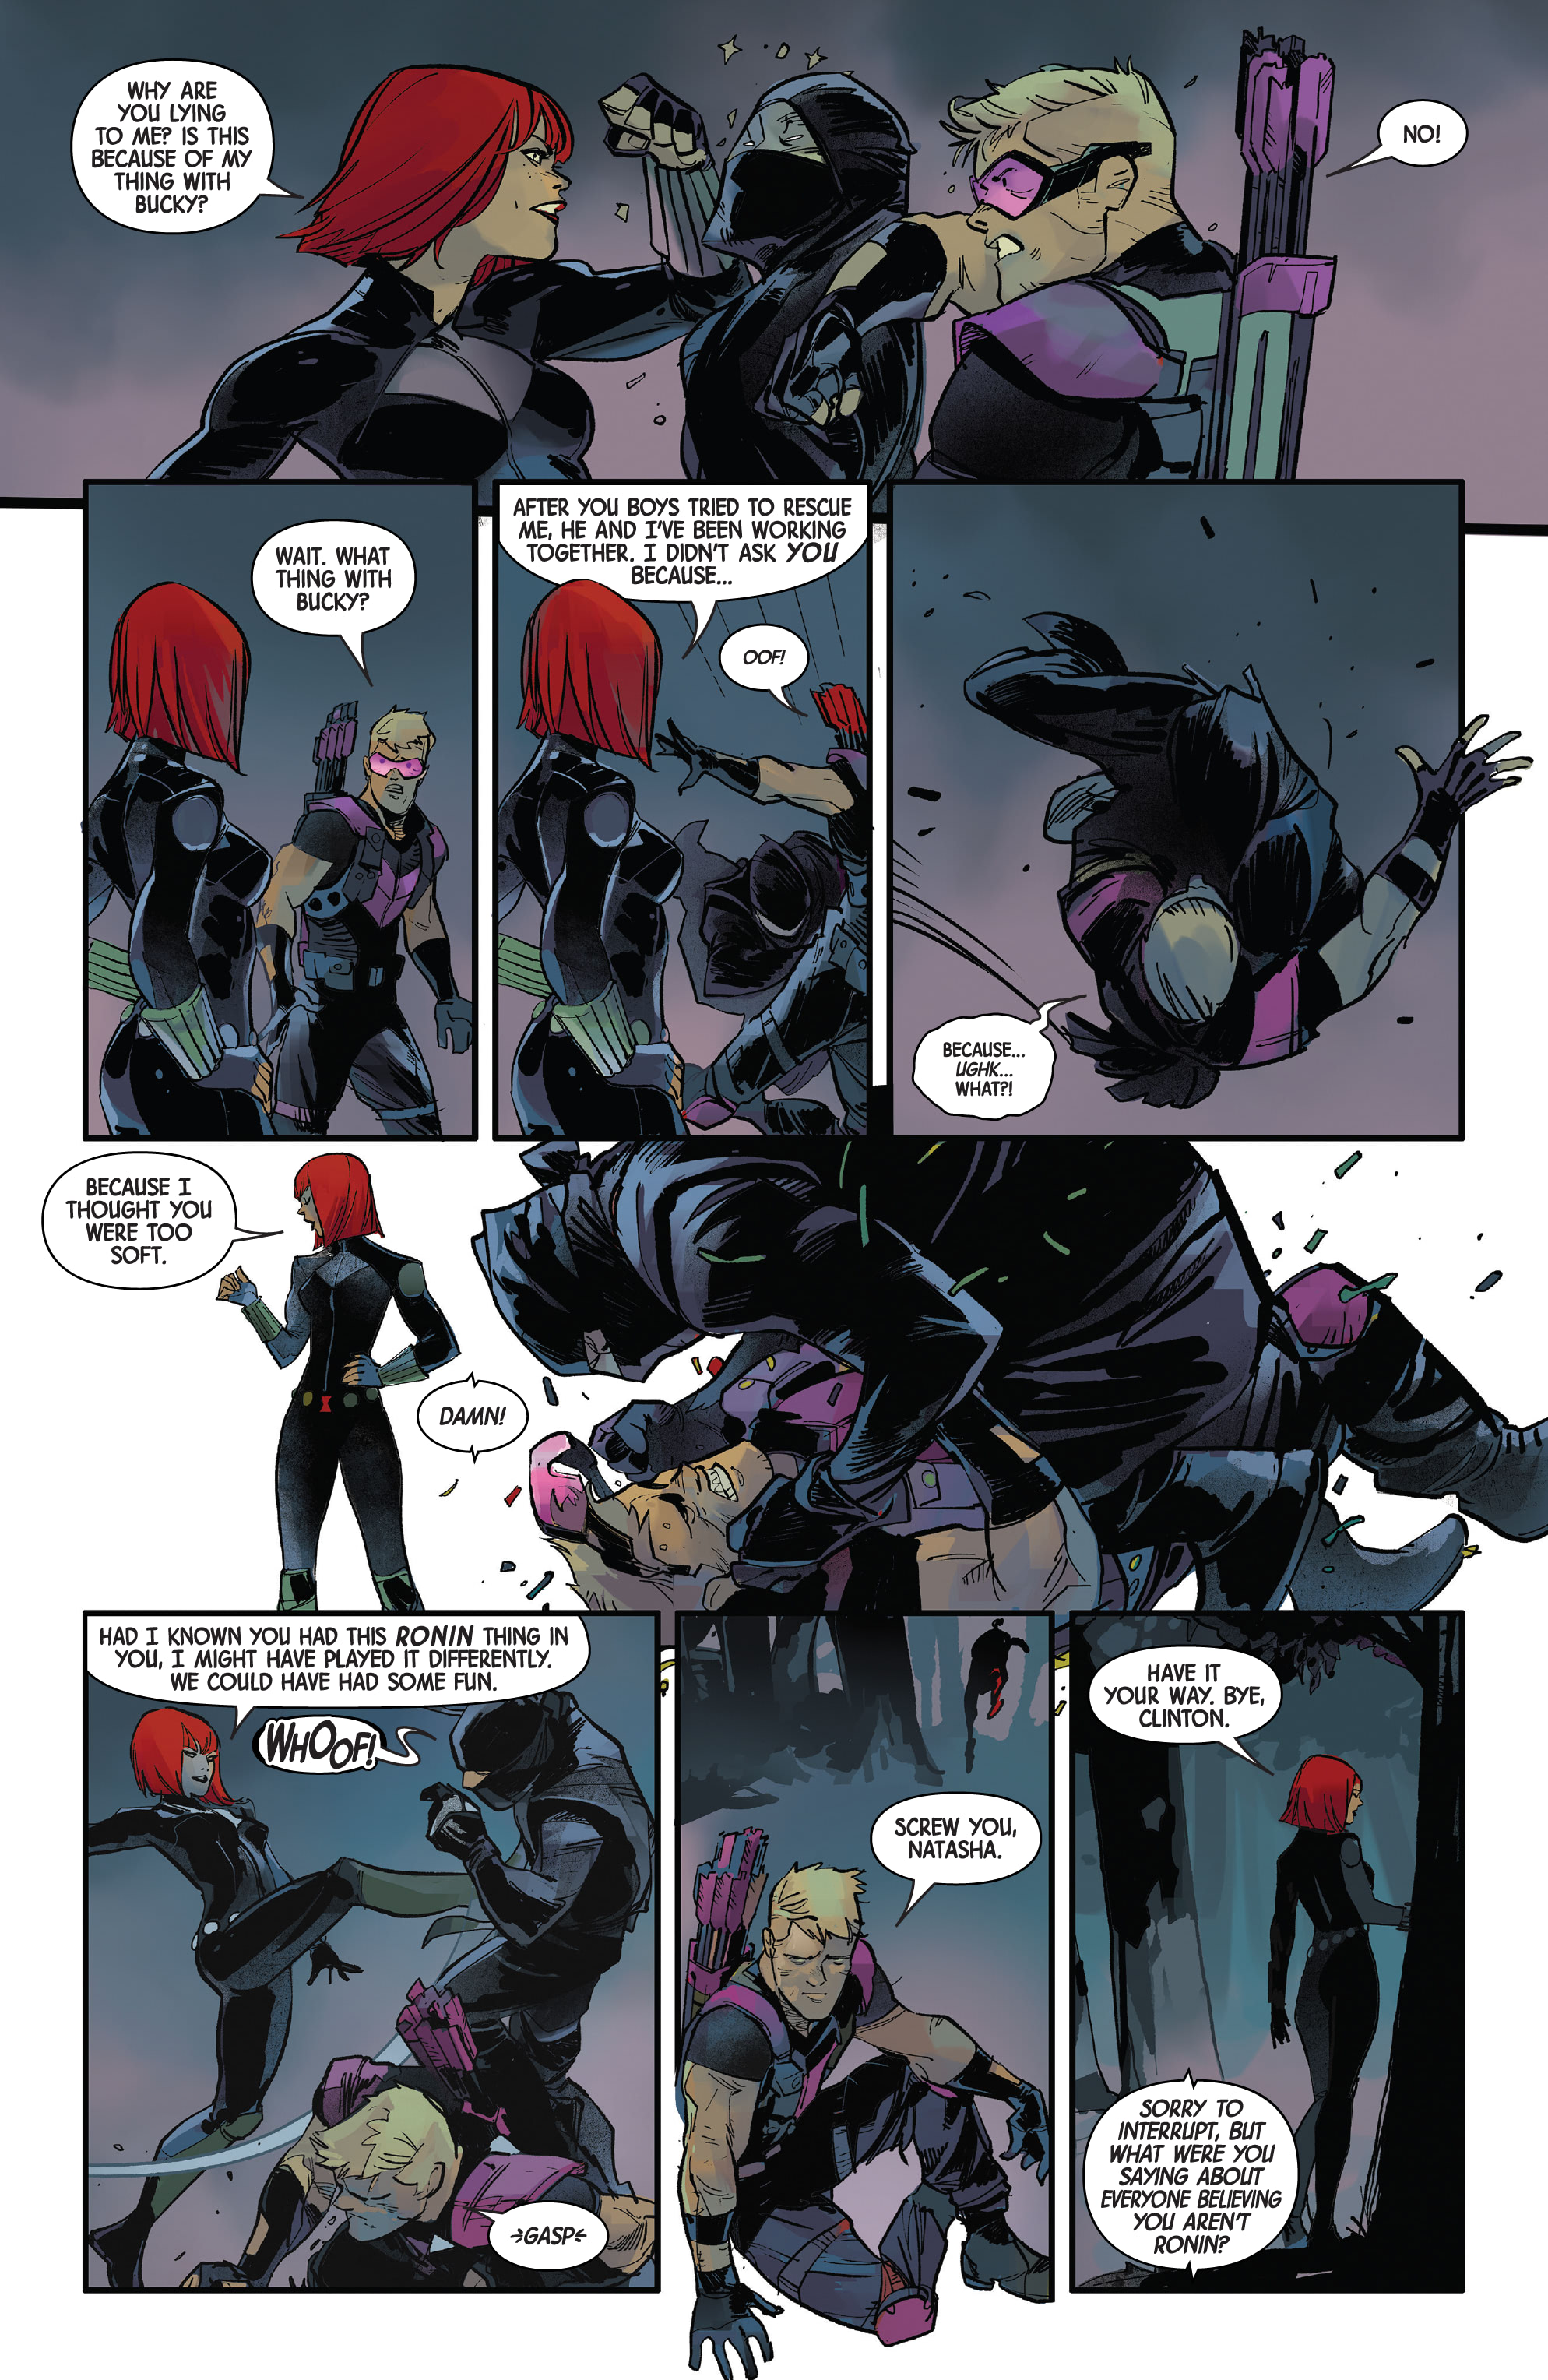 WHY ARE
YOU LYING
TO ME? IS THIS
BECAUSE OF MY
THING WITH
BUCKY?
NO!
WAIT. WHAT
THING WITH
BUCKY?
AFTER YOU BOYS TRIED TO RESCUE
ME, HE AND I'VE BEEN WORKING
TOGETHER. I DIDN'T ASK YOU
BECAUSE...
OOF!
BECAUSE...
UGHK...
WHAT?!
BECAUSE I
THOUGHT YOU
WERE TOO
SOFT.
DAMN!
HAD I KNOWN YOU HAD THIS RONIN THING IN
YOU, I MIGHT HAVE PLAYED IT DIFFERENTLY.
WE COULD HAVE HAD SOME FUN.
WHOOF!
GASP
SCREW YOU,
NATASHA.
HAVE IT
YOUR WAY. BYE,
CLINTON.
SORRY TO
INTERRUPT, BUT
WHAT WERE YOU
SAYING ABOUT
EVERYONE BELIEVING
YOU AREN'T
RONIN?